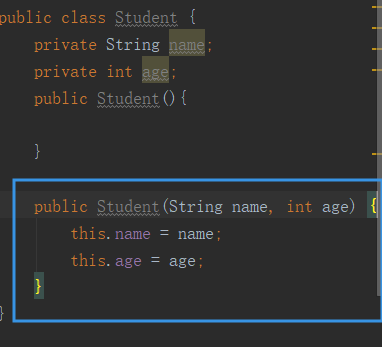 public class Student {
private String name;
private int age;
public Student(){
}
public Student(String name, int age) {
this.name = name;
this.age = age;
}
}